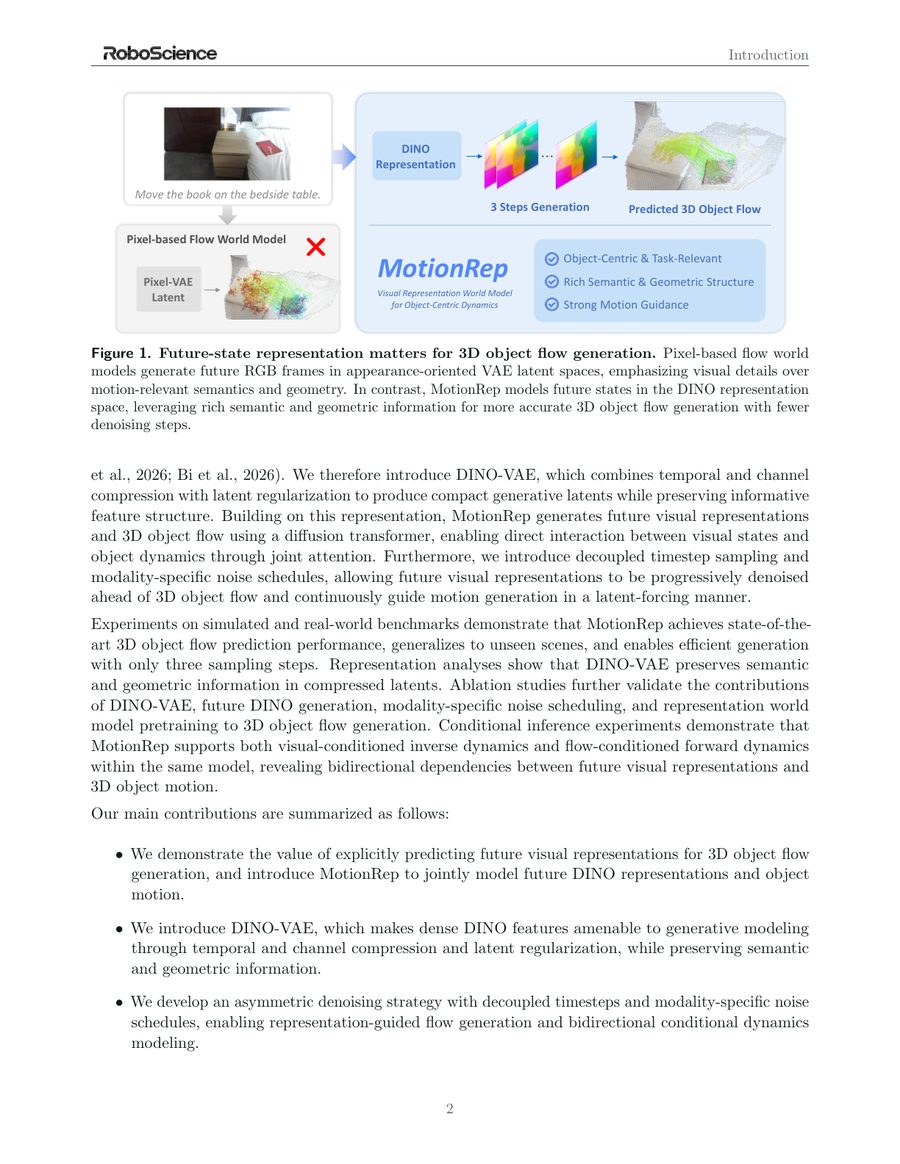 RoboScience
Introduction
Move the book on the bedside table.
Pixel-based Flow World Model
Pixel-VAE
Latent
DINO
Representation
...
3 Steps Generation
Predicted 3D Object Flow
MotionRep
Visual Representation World Model
for Object-Centric Dynamics
Object-Centric & Task-Relevant
Rich Semantic & Geometric Structure
Strong Motion Guidance
Figure 1. Future-state representation matters for 3D object flow generation. Pixel-based flow world
models generate future RGB frames in appearance-oriented VAE latent spaces, emphasizing visual details over
motion-relevant semantics and geometry. In contrast, MotionRep models future states in the DINO representation
space, leveraging rich semantic and geometric information for more accurate 3D object flow generation with fewer
denoising steps.
et al., 2026; Bi et al., 2026). We therefore introduce DINO-VAE, which combines temporal and channel
compression with latent regularization to produce compact generative latents while preserving informative
feature structure. Building on this representation, MotionRep generates future visual representations
and 3D object flow using a diffusion transformer, enabling direct interaction between visual states and
object dynamics through joint attention. Furthermore, we introduce decoupled timestep sampling and
modality-specific noise schedules, allowing future visual representations to be progressively denoised
ahead of 3D object flow and continuously guide motion generation in a latent-forcing manner.
Experiments on simulated and real-world benchmarks demonstrate that MotionRep achieves state-of-the-
art 3D object flow prediction performance, generalizes to unseen scenes, and enables efficient generation
with only three sampling steps. Representation analyses show that DINO-VAE preserves semantic
and geometric information in compressed latents. Ablation studies further validate the contributions
of DINO-VAE, future DINO generation, modality-specific noise scheduling, and representation world
model pretraining to 3D object flow generation. Conditional inference experiments demonstrate that
MotionRep supports both visual-conditioned inverse dynamics and flow-conditioned forward dynamics
within the same model, revealing bidirectional dependencies between future visual representations and
3D object motion.
Our main contributions are summarized as follows:
• We demonstrate the value of explicitly predicting future visual representations for 3D object flow
generation, and introduce MotionRep to jointly model future DINO representations and object
motion.
• We introduce DINO-VAE, which makes dense DINO features amenable to generative modeling
through temporal and channel compression and latent regularization, while preserving semantic
and geometric information.
• We develop an asymmetric denoising strategy with decoupled timesteps and modality-specific noise
schedules, enabling representation-guided flow generation and bidirectional conditional dynamics
modeling.
2